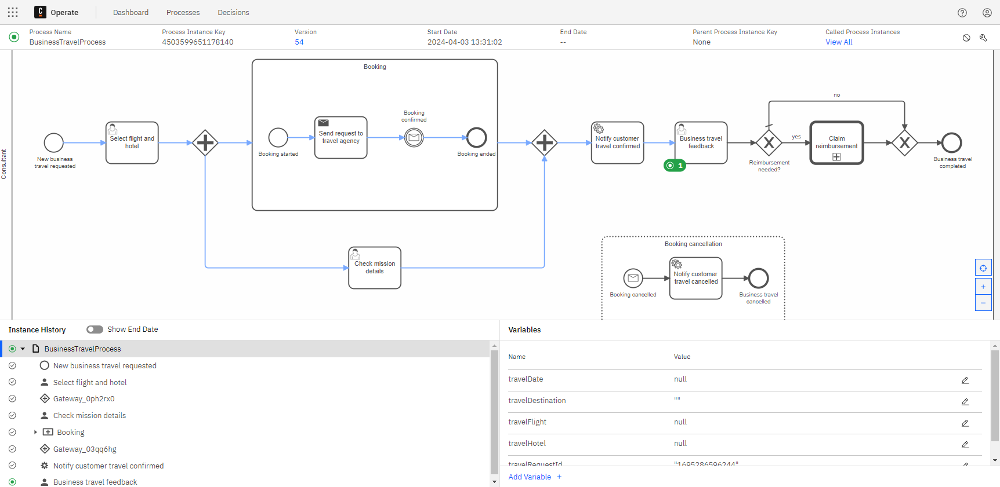 C Operate Dashboard Processes Decisions
Process Name Process Instance Key Version Start Date End Date Parent Process Instance Key Called Process Instances
BusinessTravelProcess 4503599651178140 54 2024-04-03 13:31:02 -- None View All
Consultant
New business
travel requested
Select flight and
hotel
Booking
Booking started
Send request to
travel agency
Booking
confirmed
Booking ended
Check mission
details
Notify customer
travel confirmed
Business travel
feedback
1
Reimbursement
needed?
no
yes
Claim
reimbursement
Business travel
completed
Booking cancellation
Booking cancelled
Notify customer
travel cancelled
Business travel
cancelled
Instance History Show End Date
BusinessTravelProcess
New business travel requested
Select flight and hotel
Gateway_0ph2rx0
Check mission details
Booking
Gateway_03qq6hg
Notify customer travel confirmed
Business travel feedback
Variables
Name Value
travelDate null
travelDestination ""
travelFlight null
travelHotel null
travelRequestId "1695286596244"
Add Variable +